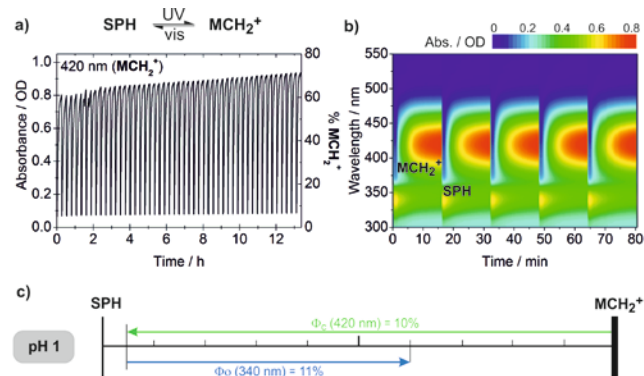 a)
SPH UV vis MCH₂⁺
420 nm (MCH₂⁺)
Absorbance / OD
1.0
0.8
0.6
0.4
0.2
0.0
0 2 4 6 8 10 12
Time / h
80
60
40
20
0
% MCH₂⁺
b)
Abs. / OD 0 0.2 0.4 0.6 0.8
Wavelength / nm
550
500
450
400
350
300
MCH₂⁺
SPH
0 10 20 30 40 50 60 70 80
Time / min
c)
SPH MCH₂⁺
Φc (420 nm) = 10%
pH 1
Φo (340 nm) = 11%